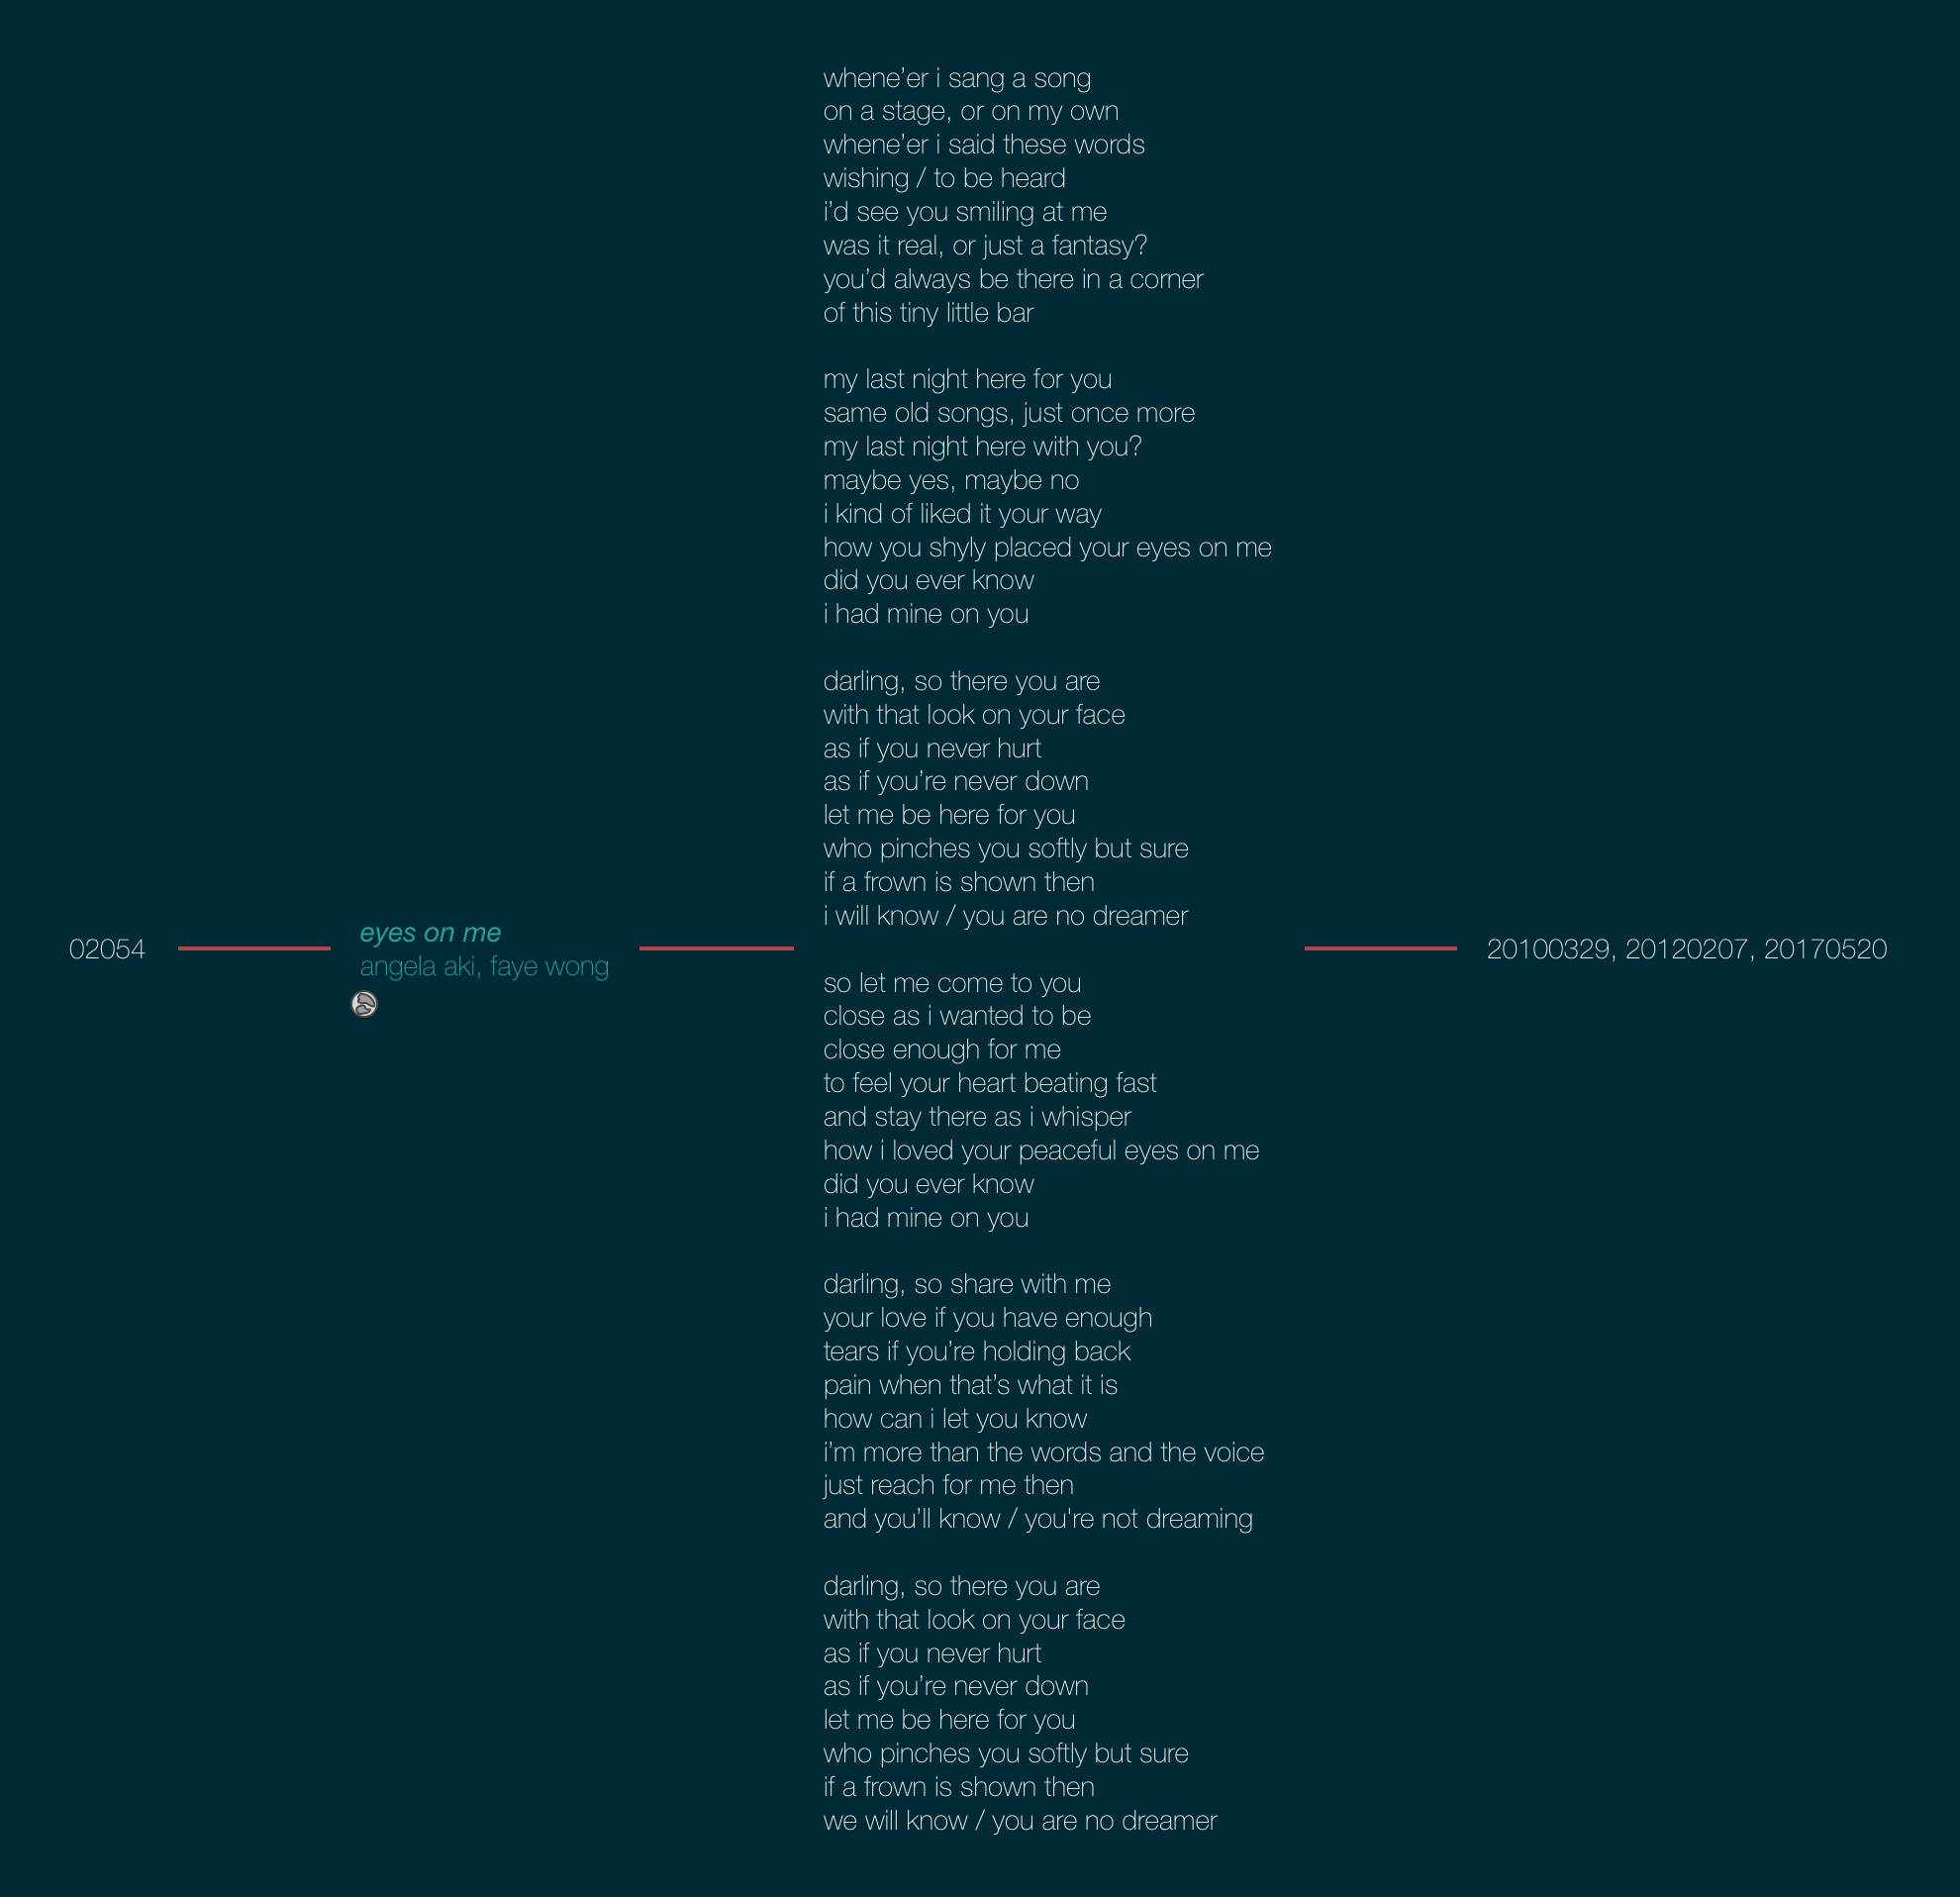 02054
eyes on me
angela aki, faye wong
whene’er i sang a song
on a stage, or on my own
whene’er i said these words
wishing / to be heard
i’d see you smiling at me
was it real, or just a fantasy?
you’d always be there in a corner
of this tiny little bar
my last night here for you
same old songs, just once more
my last night here with you?
maybe yes, maybe no
i kind of liked it your way
how you shyly placed your eyes on me
did you ever know
i had mine on you
darling, so there you are
with that look on your face
as if you never hurt
as if you’re never down
let me be here for you
who pinches you softly but sure
if a frown is shown then
i will know / you are no dreamer
so let me come to you
close as i wanted to be
close enough for me
to feel your heart beating fast
and stay there as i whisper
how i loved your peaceful eyes on me
did you ever know
i had mine on you
darling, so share with me
your love if you have enough
tears if you’re holding back
pain when that’s what it is
how can i let you know
i’m more than the words and the voice
just reach for me then
and you’ll know / you're not dreaming
darling, so there you are
with that look on your face
as if you never hurt
as if you’re never down
let me be here for you
who pinches you softly but sure
if a frown is shown then
we will know / you are no dreamer
20100329, 20120207, 20170520